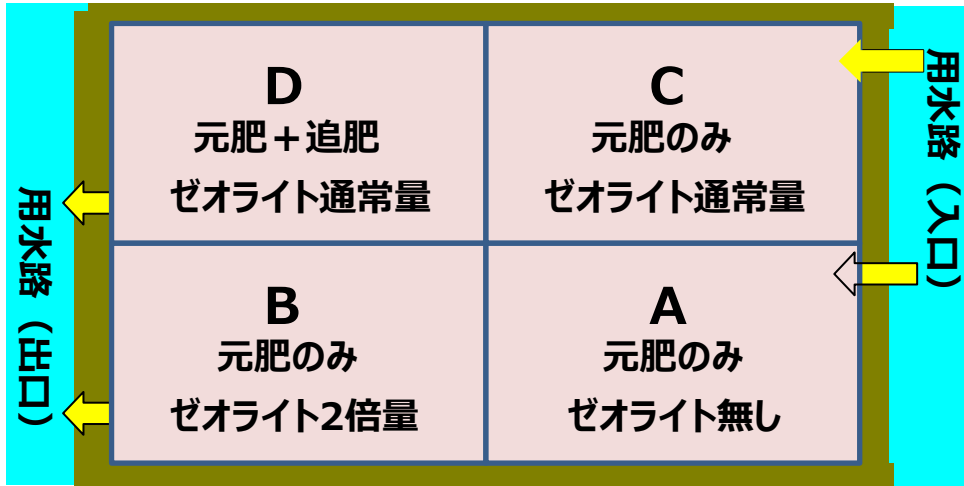 D
元肥＋追肥
ゼオライト通常量
C
元肥のみ
ゼオライト通常量
用水路（入口）
用水路（出口）
B
元肥のみ
ゼオライト2倍量
A
元肥のみ
ゼオライト無し